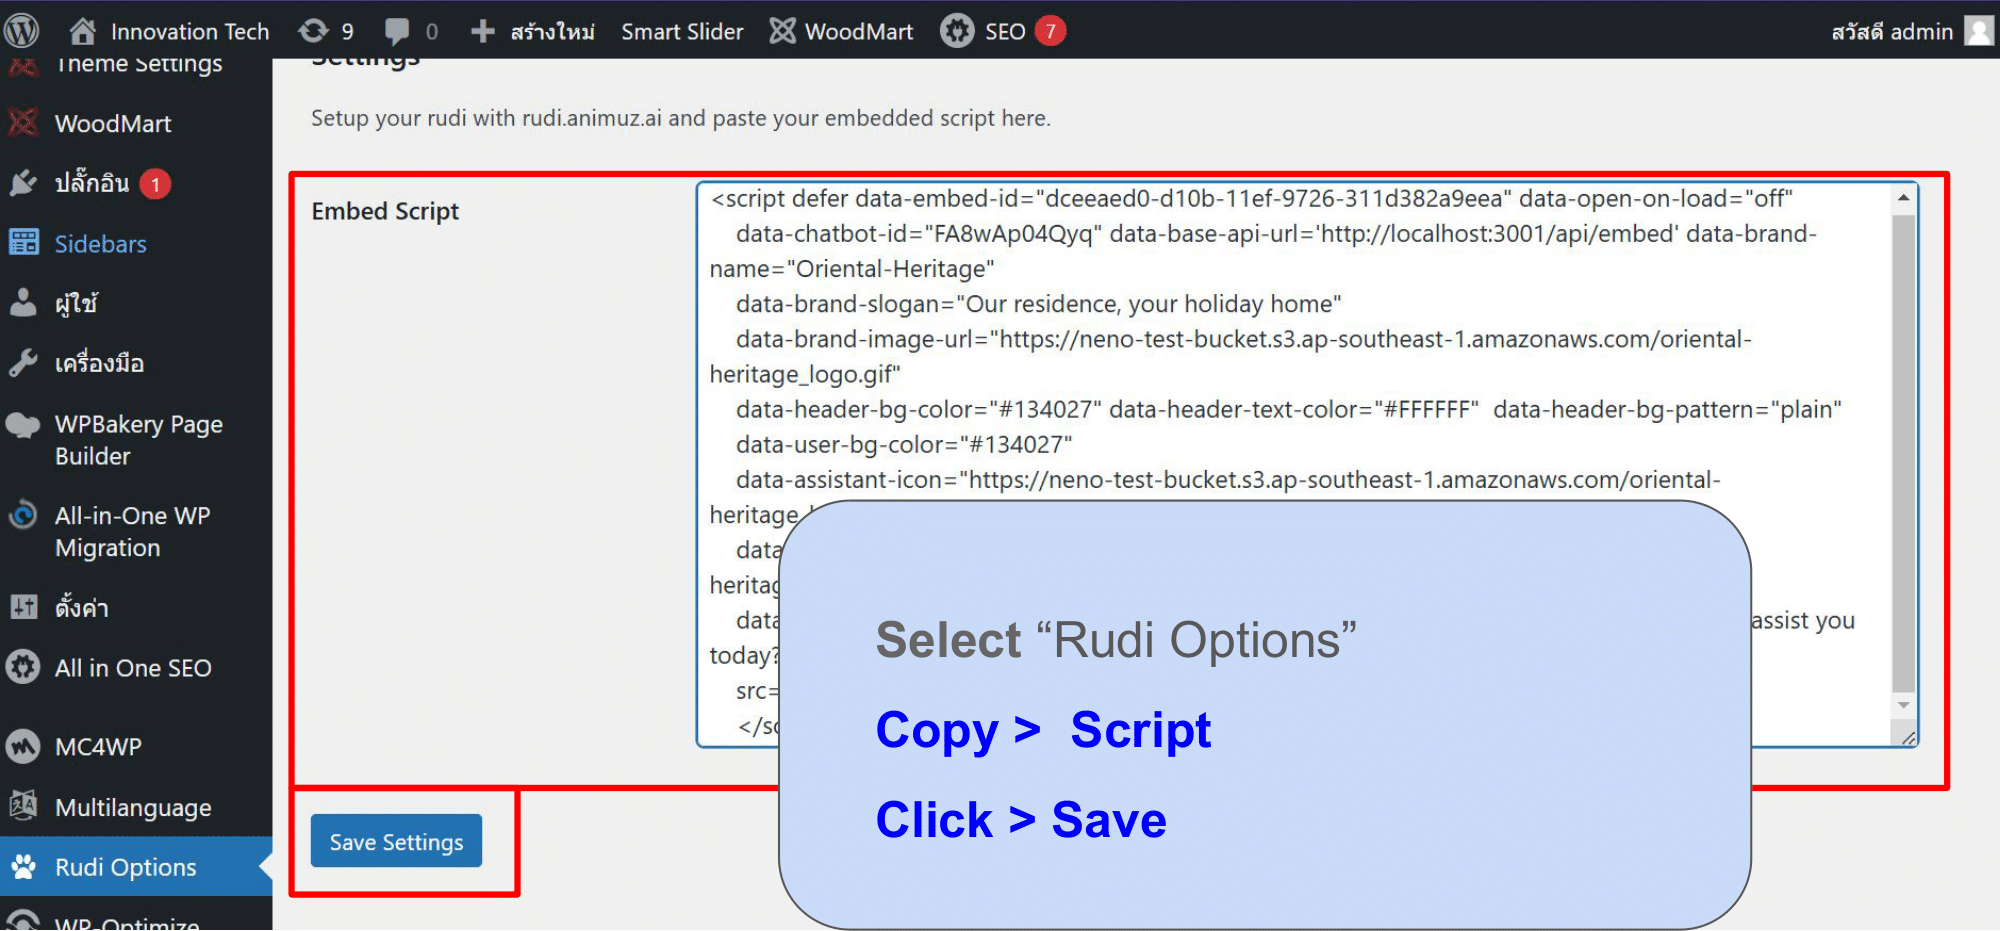 Innovation Tech 9 0 สร้างใหม่ Smart Slider WoodMart SEO 7 สวัสดี admin
Theme Settings
WoodMart
ปลั๊กอิน 1
Sidebars
ผู้ใช้
เครื่องมือ
WPBakery Page
Builder
All-in-One WP
Migration
ตั้งค่า
All in One SEO
MC4WP
Multilanguage
Rudi Options
WP-Optimize
Settings
Setup your rudi with rudi.animuz.ai and paste your embedded script here.
Embed Script
<script defer data-embed-id="dceeaed0-d10b-11ef-9726-311d382a9eea" data-open-on-load="off"
data-chatbot-id="FA8wAp04Qyq" data-base-api-url='http://localhost:3001/api/embed' data-brand-
name="Oriental-Heritage"
data-brand-slogan="Our residence, your holiday home"
data-brand-image-url="https://neno-test-bucket.s3.ap-southeast-1.amazonaws.com/oriental-
heritage_logo.gif"
data-header-bg-color="#134027" data-header-text-color="#FFFFFF" data-header-bg-pattern="plain"
data-user-bg-color="#134027"
data-assistant-icon="https://neno-test-bucket.s3.ap-southeast-1.amazonaws.com/oriental-
heritage
data
heritag
data assist you
today?
src=
</sc
Save Settings
Select “Rudi Options”
Copy > Script
Click > Save